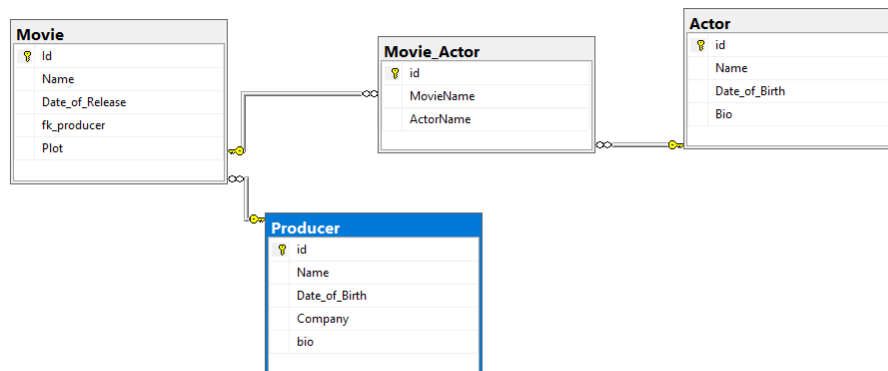 Movie
Id
Name
Date_of_Release
fk_producer
Plot
Movie_Actor
id
MovieName
ActorName
Actor
id
Name
Date_of_Birth
Bio
Producer
id
Name
Date_of_Birth
Company
bio